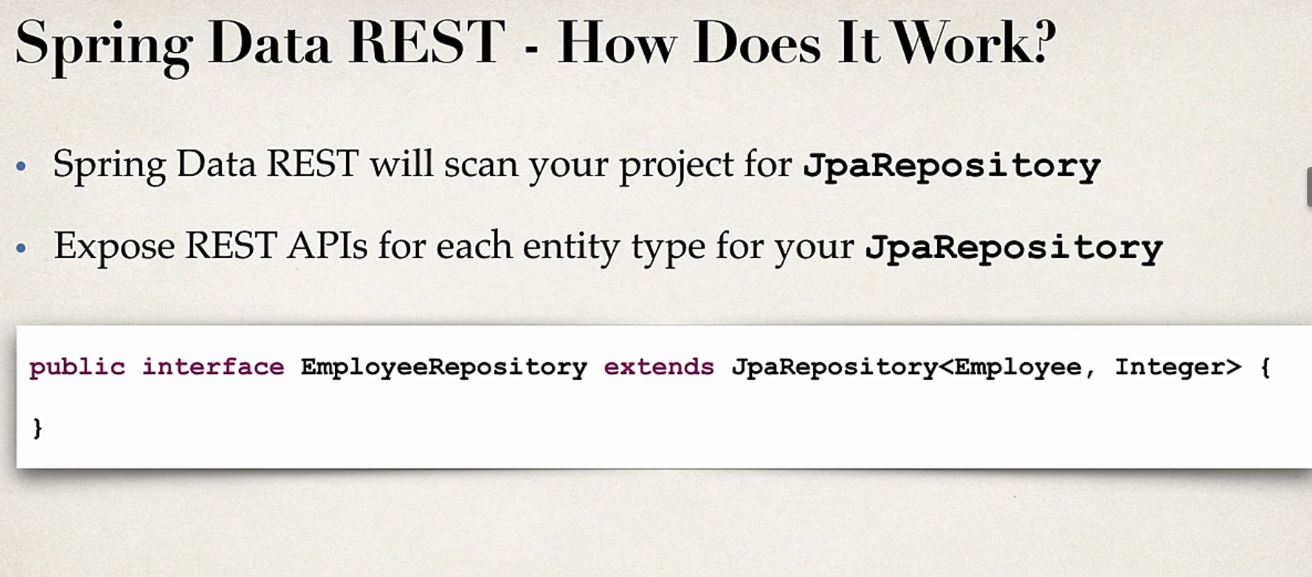 Spring Data REST - How Does It Work?
• Spring Data REST will scan your project for JpaRepository
• Expose REST APIs for each entity type for your JpaRepository
public interface EmployeeRepository extends JpaRepository<Employee, Integer> {
}